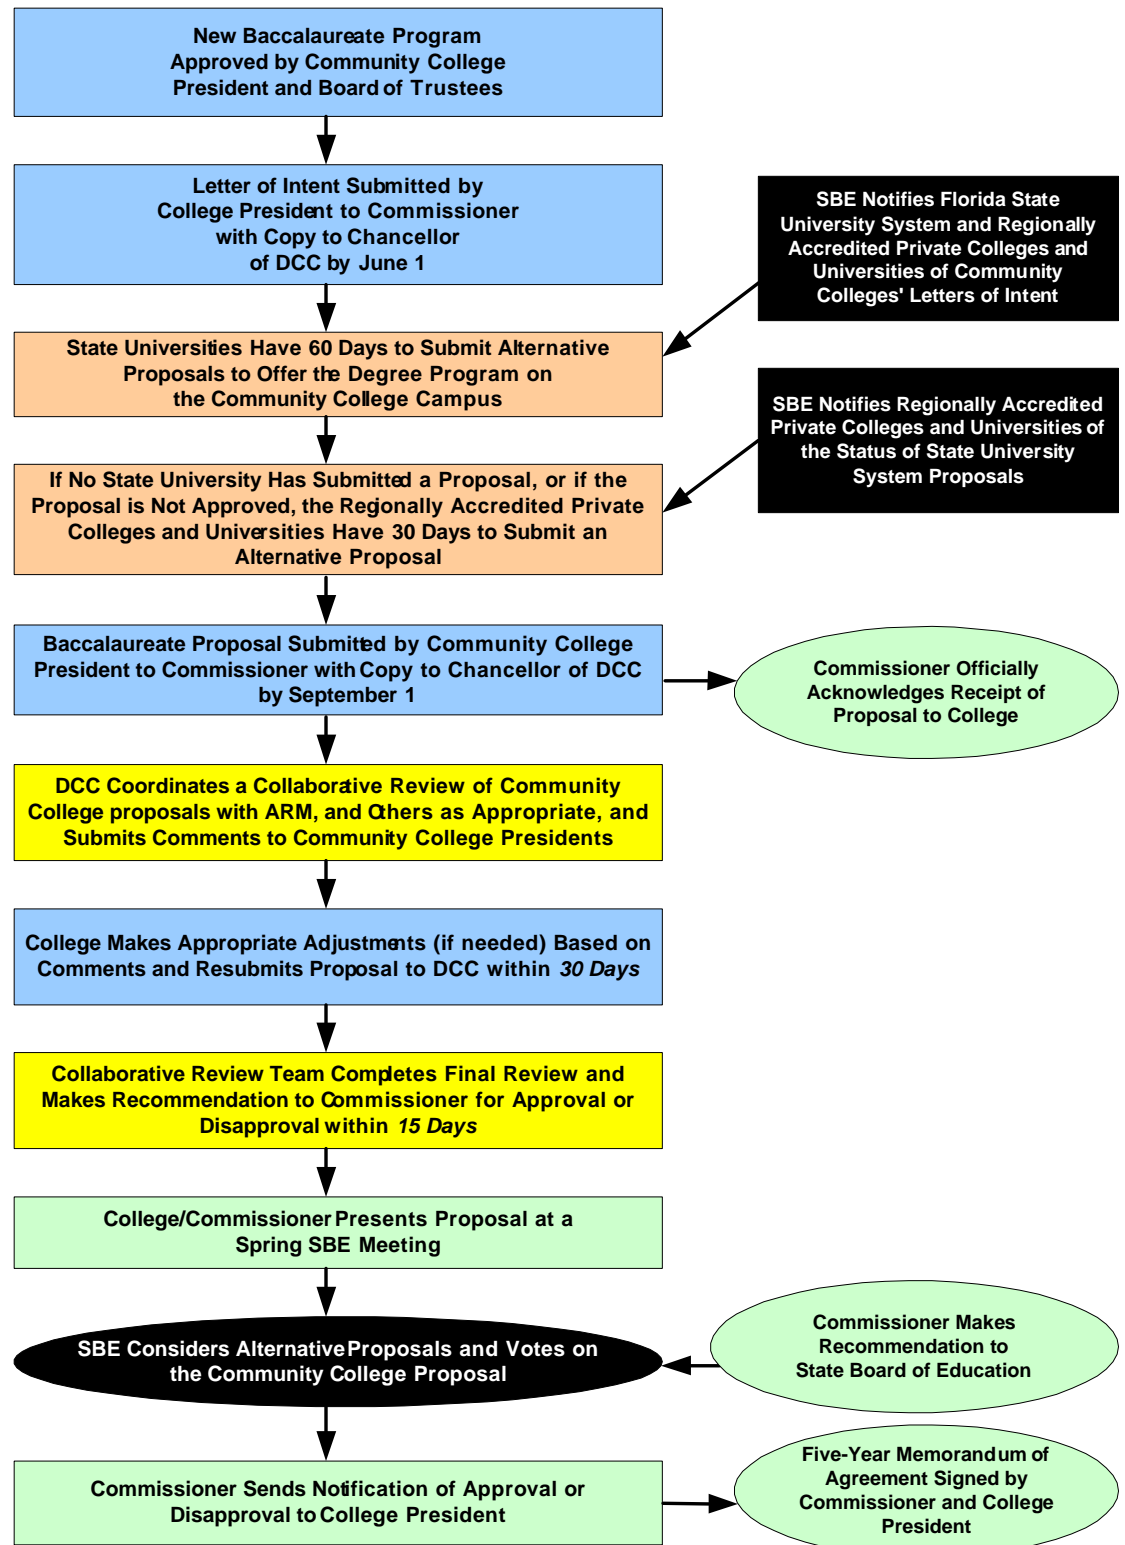 New Baccalaureate Program
Approved by Community College
President and Board of Trustees
Letter of Intent Submitted by
College President to Commissioner
with Copy to Chancellor
of DCC by June 1
SBE Notifies Florida State
University System and Regionally
Accredited Private Colleges and
Universities of Community
Colleges' Letters of Intent
State Universities Have 60 Days to Submit Alternative
Proposals to Offer the Degree Program on
the Community College Campus
SBE Notifies Regionally Accredited
Private Colleges and Universities of
the Status of State University
System Proposals
If No State University Has Submitted a Proposal, or if the
Proposal is Not Approved, the Regionally Accredited Private
Colleges and Universities Have 30 Days to Submit an
Alternative Proposal
Baccalaureate Proposal Submitted by Community College
President to Commissioner with Copy to Chancellor of DCC
by September 1
Commissioner Officially
Acknowledges Receipt of
Proposal to College
DCC Coordinates a Collaborative Review of Community
College proposals with ARM, and Others as Appropriate, and
Submits Comments to Community College Presidents
College Makes Appropriate Adjustments (if needed) Based on
Comments and Resubmits Proposal to DCC within 30 Days
Collaborative Review Team Completes Final Review and
Makes Recommendation to Commissioner for Approval or
Disapproval within 15 Days
College/Commissioner Presents Proposal at a
Spring SBE Meeting
SBE Considers Alternative Proposals and Votes on
the Community College Proposal
Commissioner Makes
Recommendation to
State Board of Education
Commissioner Sends Notification of Approval or
Disapproval to College President
Five-Year Memorandum of
Agreement Signed by
Commissioner and College
President